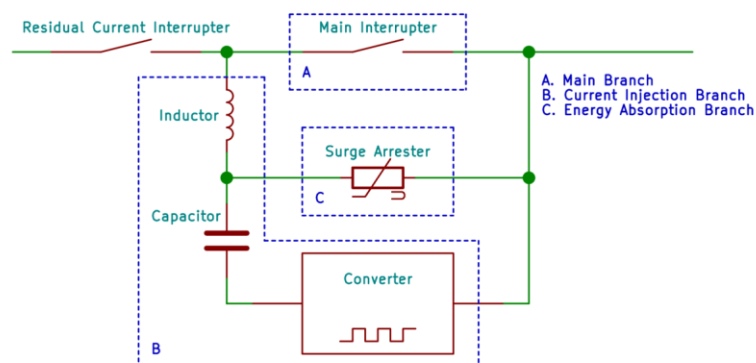 Residual Current Interrupter
Main Interrupter
A
A. Main Branch
B. Current Injection Branch
C. Energy Absorption Branch
Inductor
Surge Arrester
C
Capacitor
Converter
B